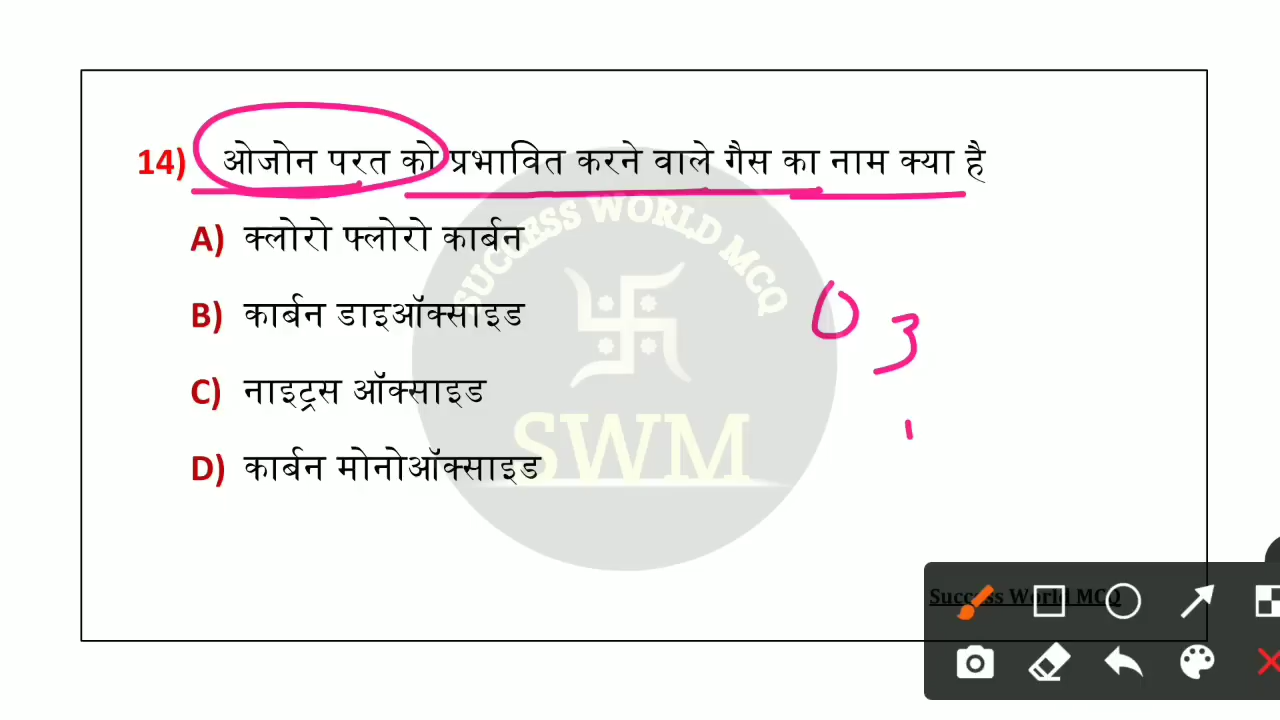 14) ओजोन परत को प्रभावित करने वाले गैस का नाम क्या है
A) क्लोरो फ्लोरो कार्बन
B) कार्बन डाइऑक्साइड
C) नाइट्रस ऑक्साइड
D) कार्बन मोनोऑक्साइड
O3
SUCCESS WORLD MCQ
SWM
Success World MCQ